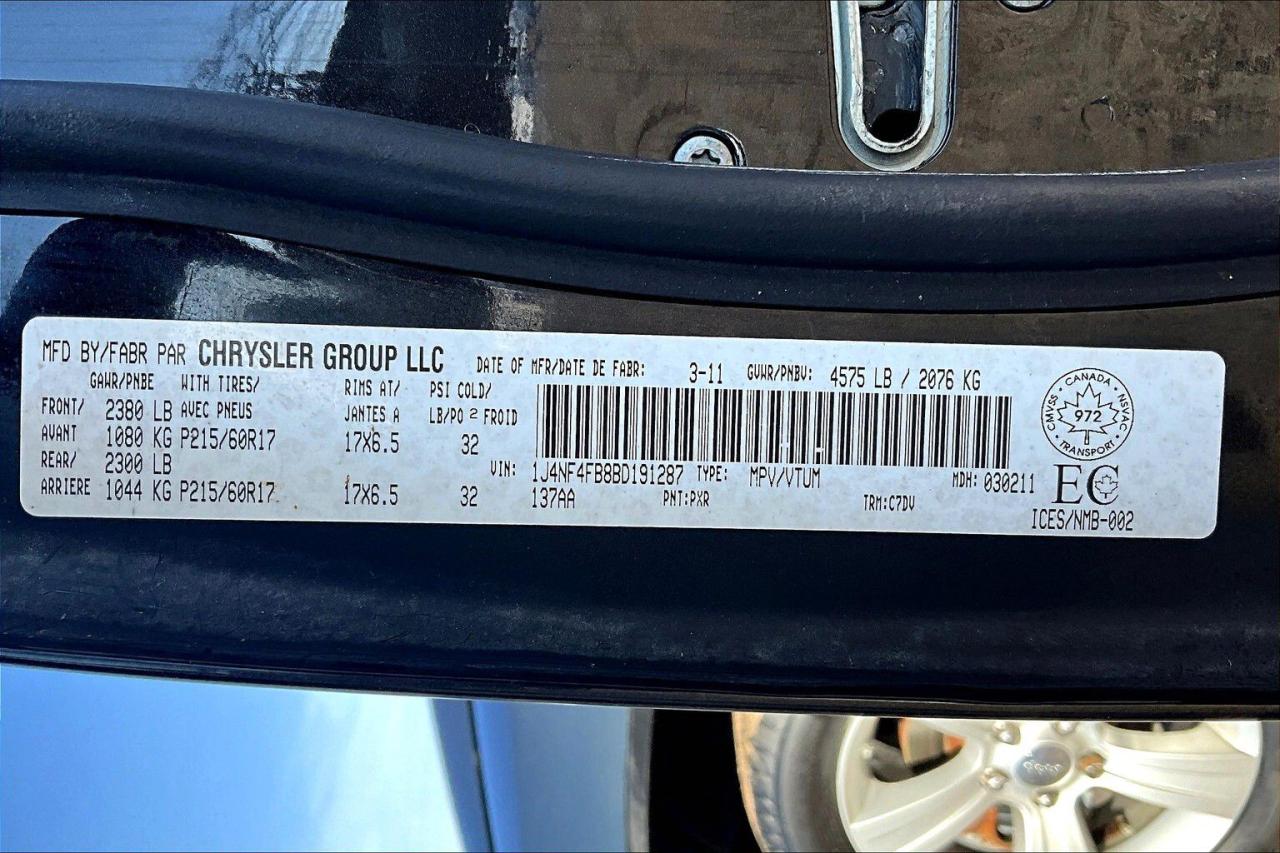 MFD BY/FABR PAR CHRYSLER GROUP LLC DATE OF MFR/DATE DE FABR: 3-11 GVWR/PNBV: 4575 LB / 2076 KG
GAWR/PNBE WITH TIRES/ RIMS AT/ PSI COLD/
FRONT/ 2380 LB AVEC PNEUS JANTES A LB/PO 2 FROID
AVANT 1080 KG P215/60R17 17X6.5 32
REAR/ 2300 LB
ARRIERE 1044 KG P215/60R17 17X6.5 32
VIN: 1J4NF4FB8BD191287 TYPE: MPV/VTUM MDH: 030211
137AA PNT:PXR TRM:C7DV
CANADA
CMVSS 972 NSVAC
TRANSPORT
EC
ICES/NMB-002
Jeep